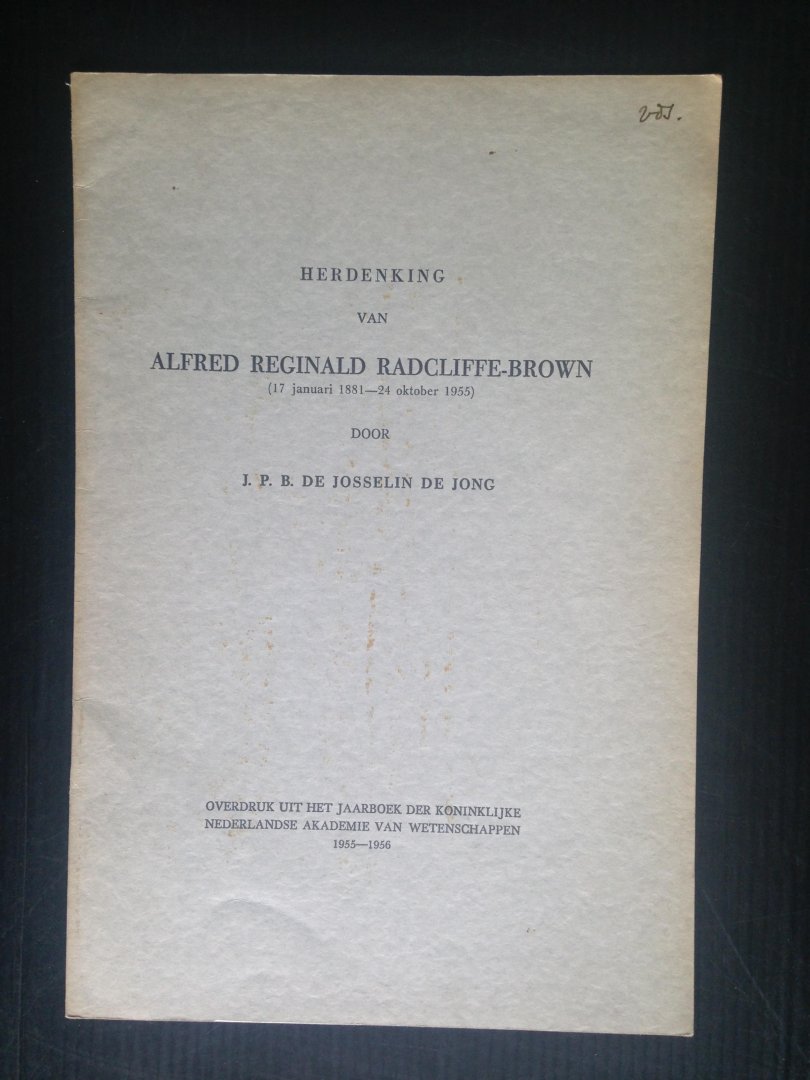 HERDENKING
VAN
ALFRED REGINALD RADCLIFFE-BROWN
(17 januari 1881—24 oktober 1955)
DOOR
J. P. B. DE JOSSELIN DE JONG
OVERDRUK UIT HET JAARBOEK DER KONINKLIJKE
NEDERLANDSE AKADEMIE VAN WETENSCHAPPEN
1955—1956